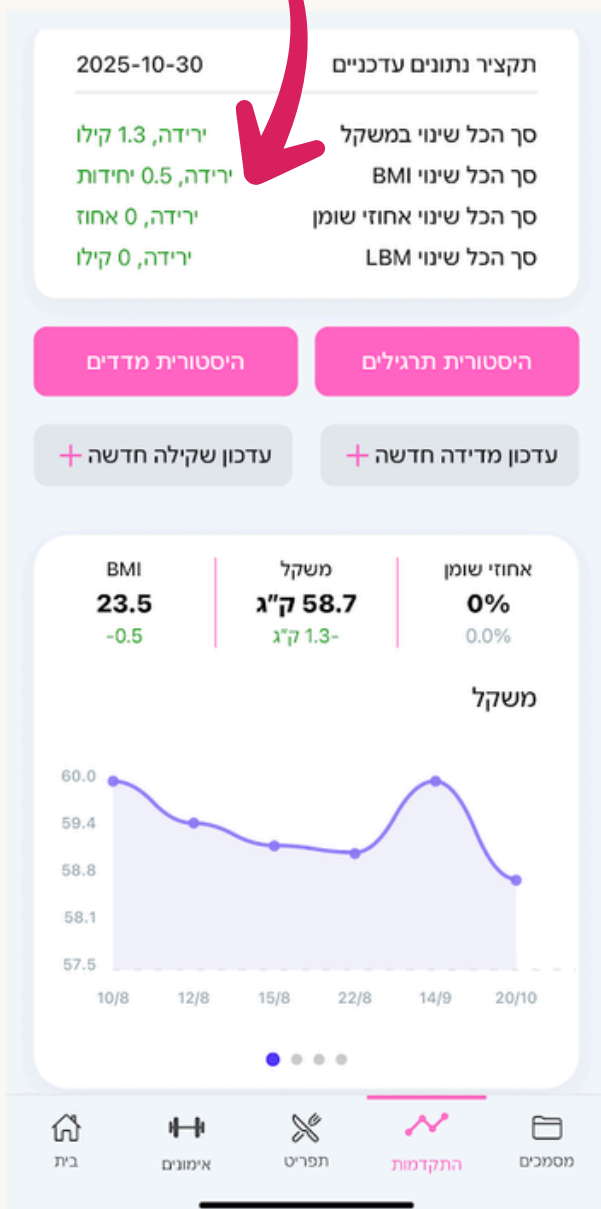 תקציר נתונים עדכניים 2025-10-30
סך הכל שינוי במשקל ירידה, 1.3 קילו
סך הכל שינוי BMI ירידה, 0.5 יחידות
סך הכל שינוי אחוזי שומן ירידה, 0 אחוז
סך הכל שינוי LBM ירידה, 0 קילו
היסטורית תרגילים היסטורית מדדים
עדכון מדידה חדשה + עדכון שקילה חדשה +
אחוזי שומן משקל BMI
0% 58.7 ק"ג 23.5
0.0% -1.3 ק"ג -0.5
משקל
60.0
59.4
58.8
58.1
57.5
10/8 12/8 15/8 22/8 14/9 20/10
מסמכים התקדמות תפריט אימונים בית